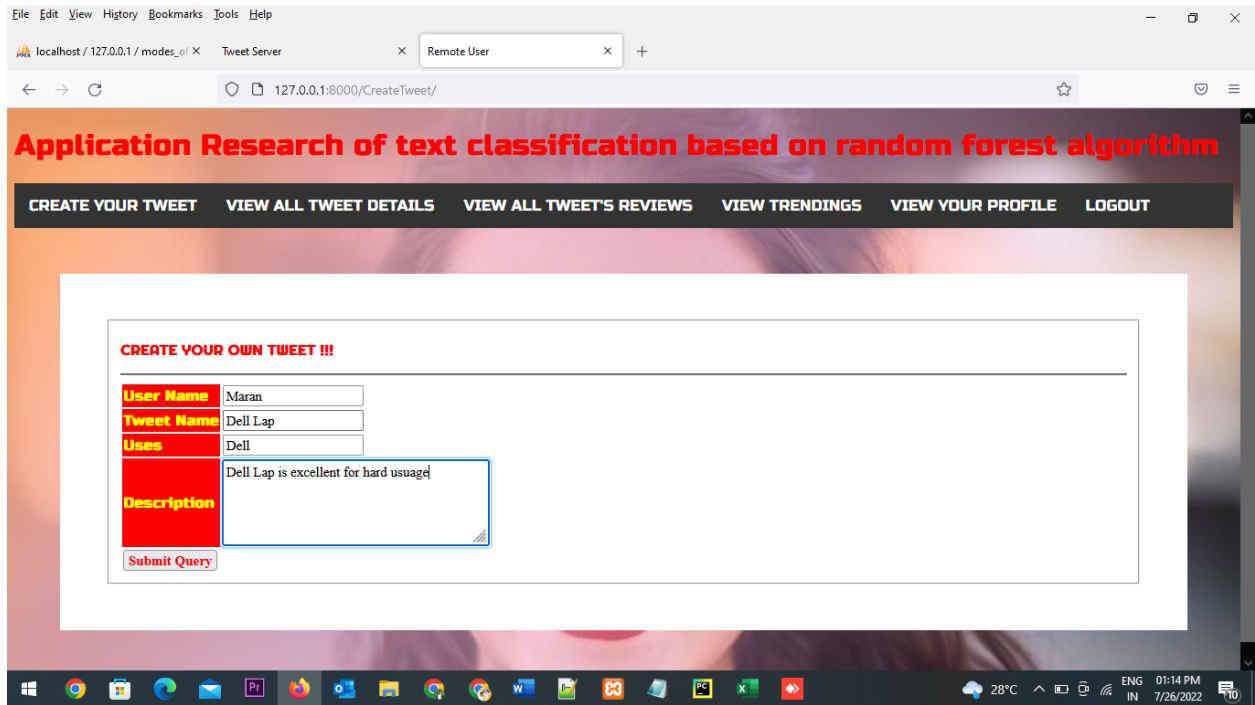 File Edit View History Bookmarks Tools Help
localhost / 127.0.0.1 / modes_of Tweet Server Remote User
127.0.0.1:8000/CreateTweet/
Application Research of text classification based on random forest algorithm
CREATE YOUR TWEET VIEW ALL TWEET DETAILS VIEW ALL TWEET'S REVIEWS VIEW TRENDINGS VIEW YOUR PROFILE LOGOUT
CREATE YOUR OWN TWEET !!!
User Name Maran
Tweet Name Dell Lap
Uses Dell
Description Dell Lap is excellent for hard usuage
Submit Query
28°C ENG 01:14 PM
IN 7/26/2022